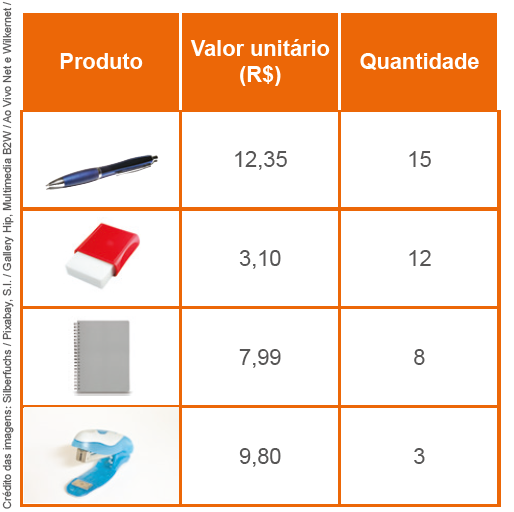 Produto Valor unitário (R$) Quantidade
12,35 15
3,10 12
7,99 8
9,80 3
Crédito das imagens: Silberfuchs / Pixabay, S.I. / Gallery Hip, Multimedia B2W / Ao Vivo Net e Wilkernet /